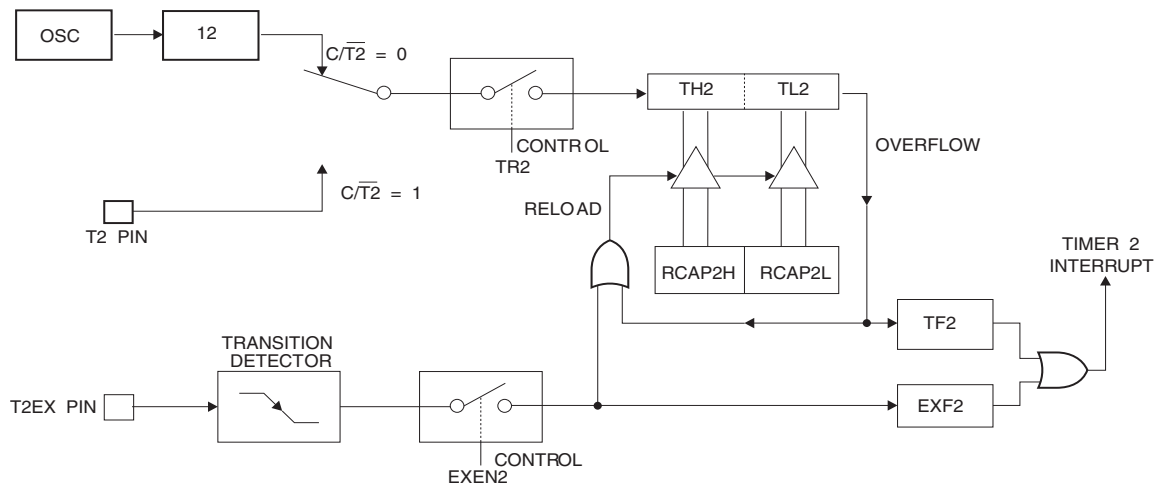 OSC
12
C/T2 = 0
TH2
TL2
CONTROL
TR2
OVERFLOW
C/T2 = 1
RELOAD
T2 PIN
RCAP2H
RCAP2L
TIMER 2
INTERRUPT
TF2
TRANSITION
DETECTOR
T2EX PIN
EXF2
CONTROL
EXEN2